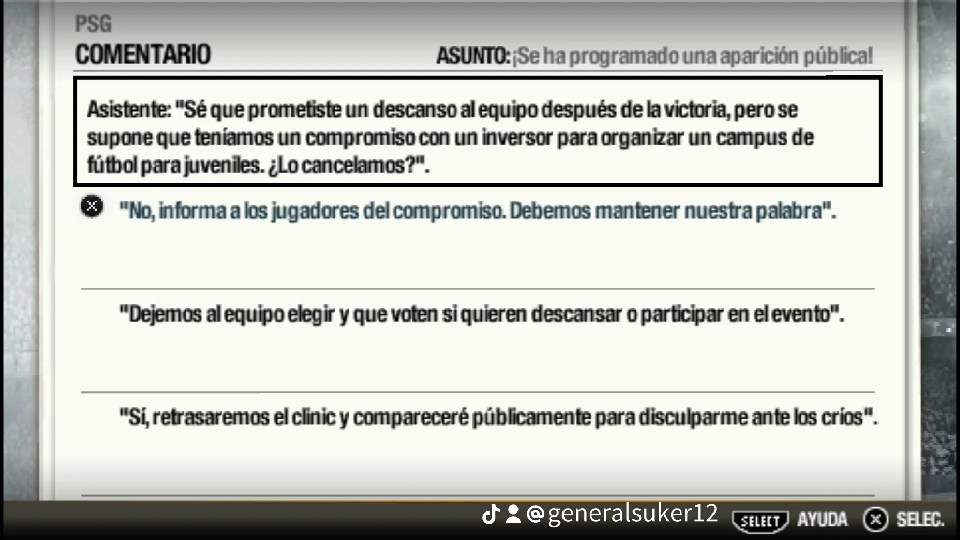 PSG
COMENTARIO
ASUNTO: ¡Se ha programado una aparición pública!
Asistente: "Sé que prometiste un descanso al equipo después de la victoria, pero se
supone que teníamos un compromiso con un inversor para organizar un campus de
fútbol para juveniles. ¿Lo cancelamos?".
"No, informa a los jugadores del compromiso. Debemos mantener nuestra palabra".
"Dejemos al equipo elegir y que voten si quieren descansar o participar en el evento".
"Sí, retrasaremos el clinic y compareceré públicamente para disculparme ante los críos".
@generalsuker12
SELECT AYUDA X SELEC.